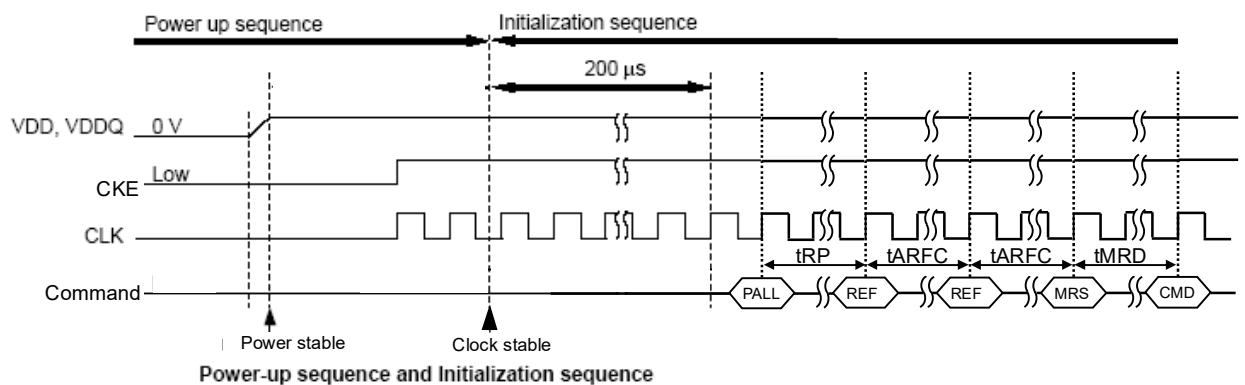 Power up sequence
Initialization sequence
200 µs
VDD, VDDQ
0 V
CKE
Low
CLK
tRP
tARFC
tARFC
tMRD
Command
PALL
REF
REF
MRS
CMD
Power stable
Clock stable
Power-up sequence and Initialization sequence